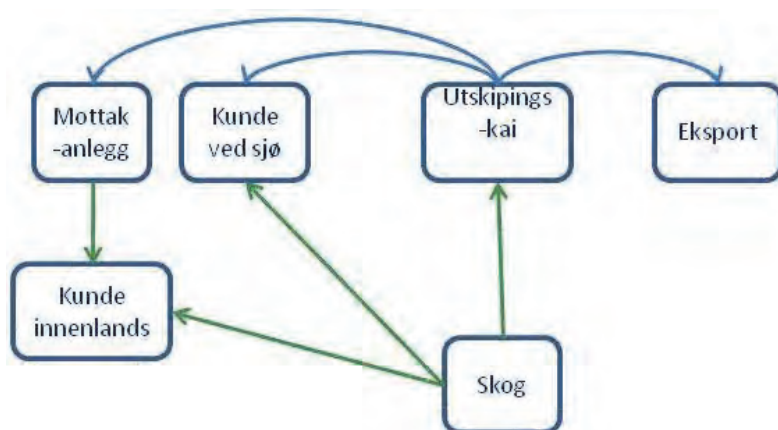 Mottak
-anlegg
Kunde
ved sjø
Utskipings
-kai
Eksport
Kunde
innenlands
Skog